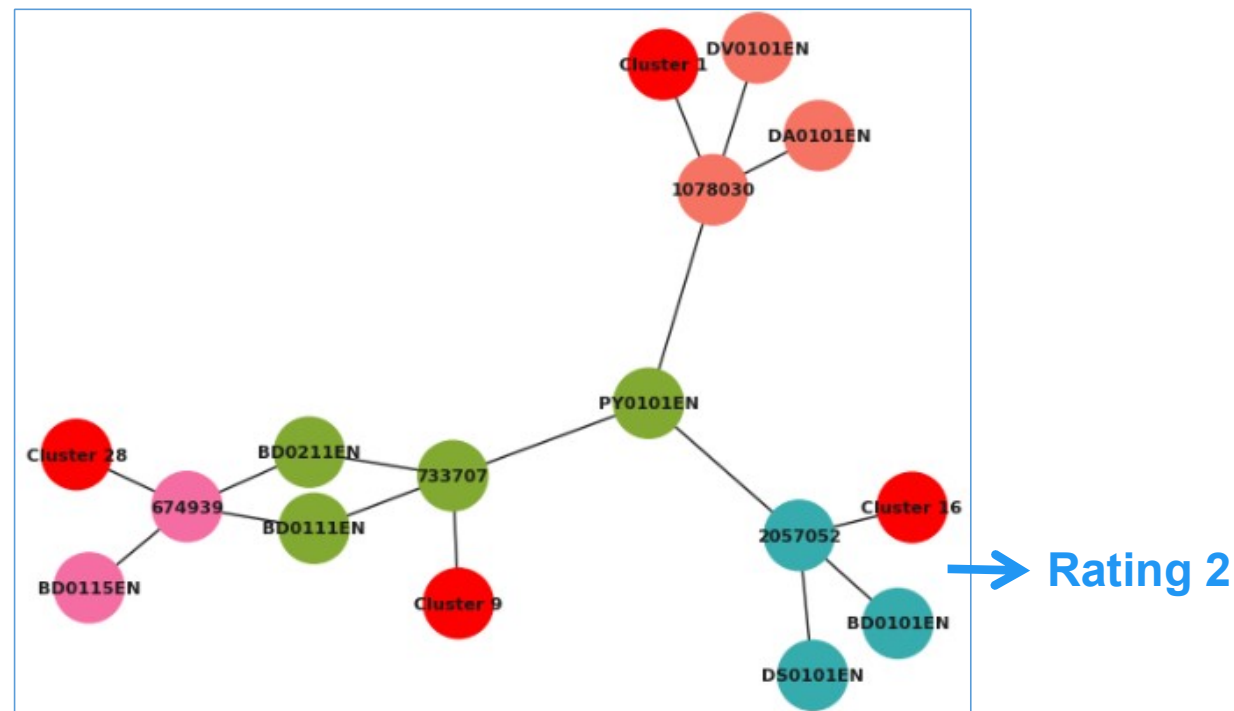 DV0101EN
Cluster 1
DA0101EN
1078030
PY0101EN
BD0211EN
Cluster 28
733707
674939
Cluster 16
BD0111EN
2057052
Rating 2
BD0115EN
Cluster 9
BD0101EN
DS0101EN